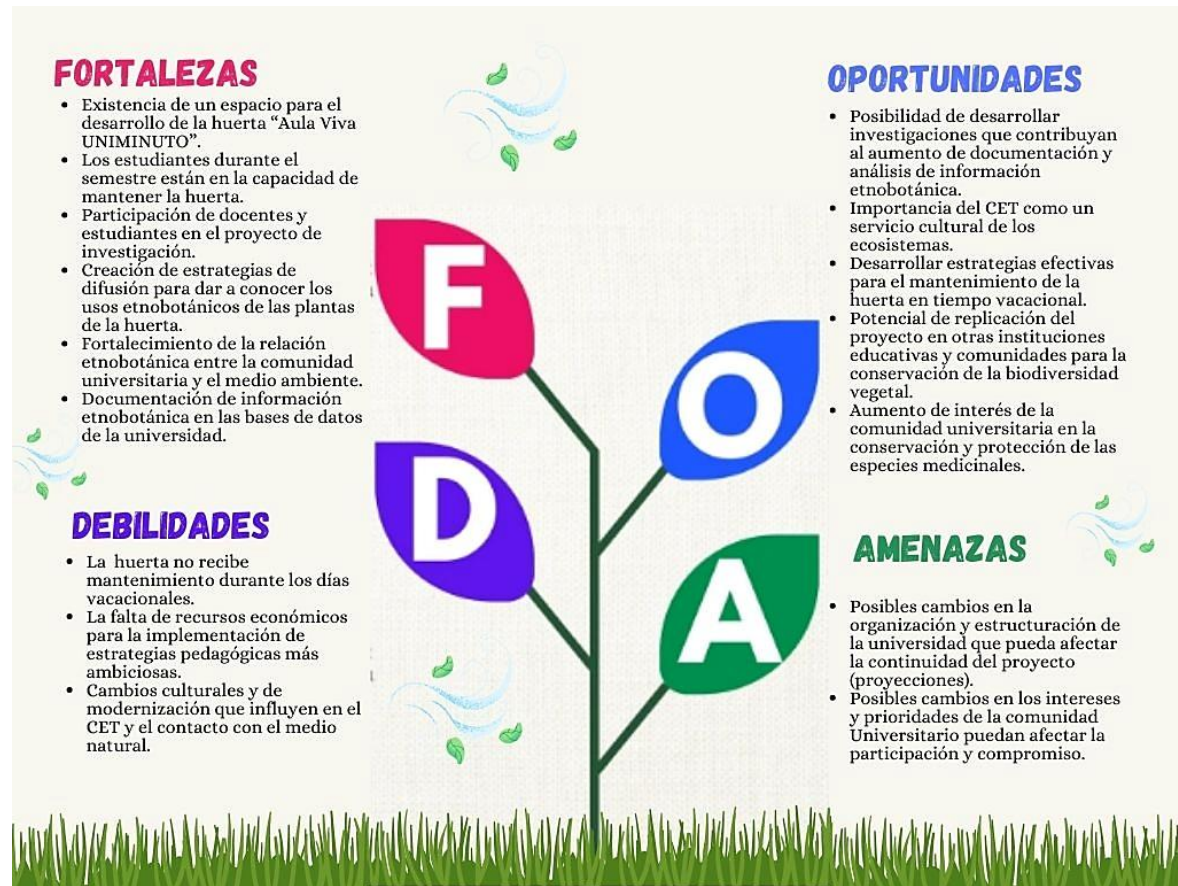 FORTALEZAS
• Existencia de un espacio para el
desarrollo de la huerta “Aula Viva
UNIMINUTO”.
• Los estudiantes durante el
semestre están en la capacidad de
mantener la huerta.
• Participación de docentes y
estudiantes en el proyecto de
investigación.
• Creación de estrategias de
difusión para dar a conocer los
usos etnobotánicos de las plantas
de la huerta.
• Fortalecimiento de la relación
etnobotánica entre la comunidad
universitaria y el medio ambiente.
• Documentación de información
etnobotánica en las bases de datos
de la universidad.
OPORTUNIDADES
• Posibilidad de desarrollar
investigaciones que contribuyan
al aumento de documentación y
análisis de información
etnobotánica.
• Importancia del CET como un
servicio cultural de los
ecosistemas.
• Desarrollar estrategias efectivas
para el mantenimiento de la
huerta en tiempo vacacional.
• Potencial de replicación del
proyecto en otras instituciones
educativas y comunidades para la
conservación de la biodiversidad
vegetal.
• Aumento de interés de la
comunidad universitaria en la
conservación y protección de las
especies medicinales.
F
O
D
A
DEBILIDADES
• La huerta no recibe
mantenimiento durante los días
vacacionales.
• La falta de recursos económicos
para la implementación de
estrategias pedagógicas más
ambiciosas.
• Cambios culturales y de
modernización que influyen en el
CET y el contacto con el medio
natural.
AMENAZAS
• Posibles cambios en la
organización y estructuración de
la universidad que pueda afectar
la continuidad del proyecto
(proyecciones).
• Posibles cambios en los intereses
y prioridades de la comunidad
Universitario puedan afectar la
participación y compromiso.